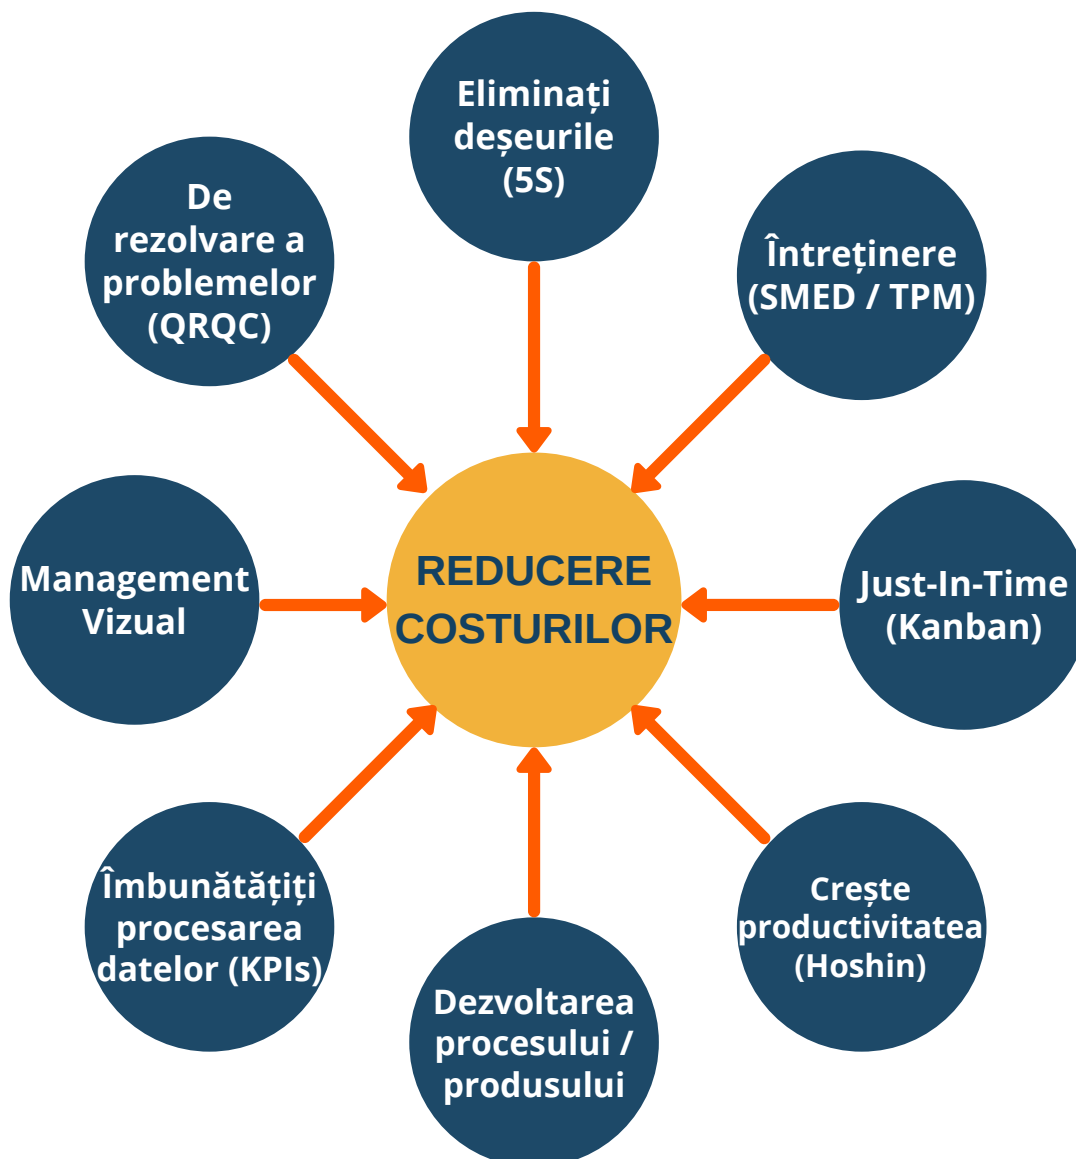 Eliminați
deșeurile
(5S)
De
rezolvare a
problemelor
(QRQC)
Întreținere
(SMED / TPM)
Management
Vizual
REDUCERE
COSTURILOR
Just-In-Time
(Kanban)
Îmbunătățiți
procesarea
datelor (KPIs)
Crește
productivitatea
(Hoshin)
Dezvoltarea
procesului /
produsului